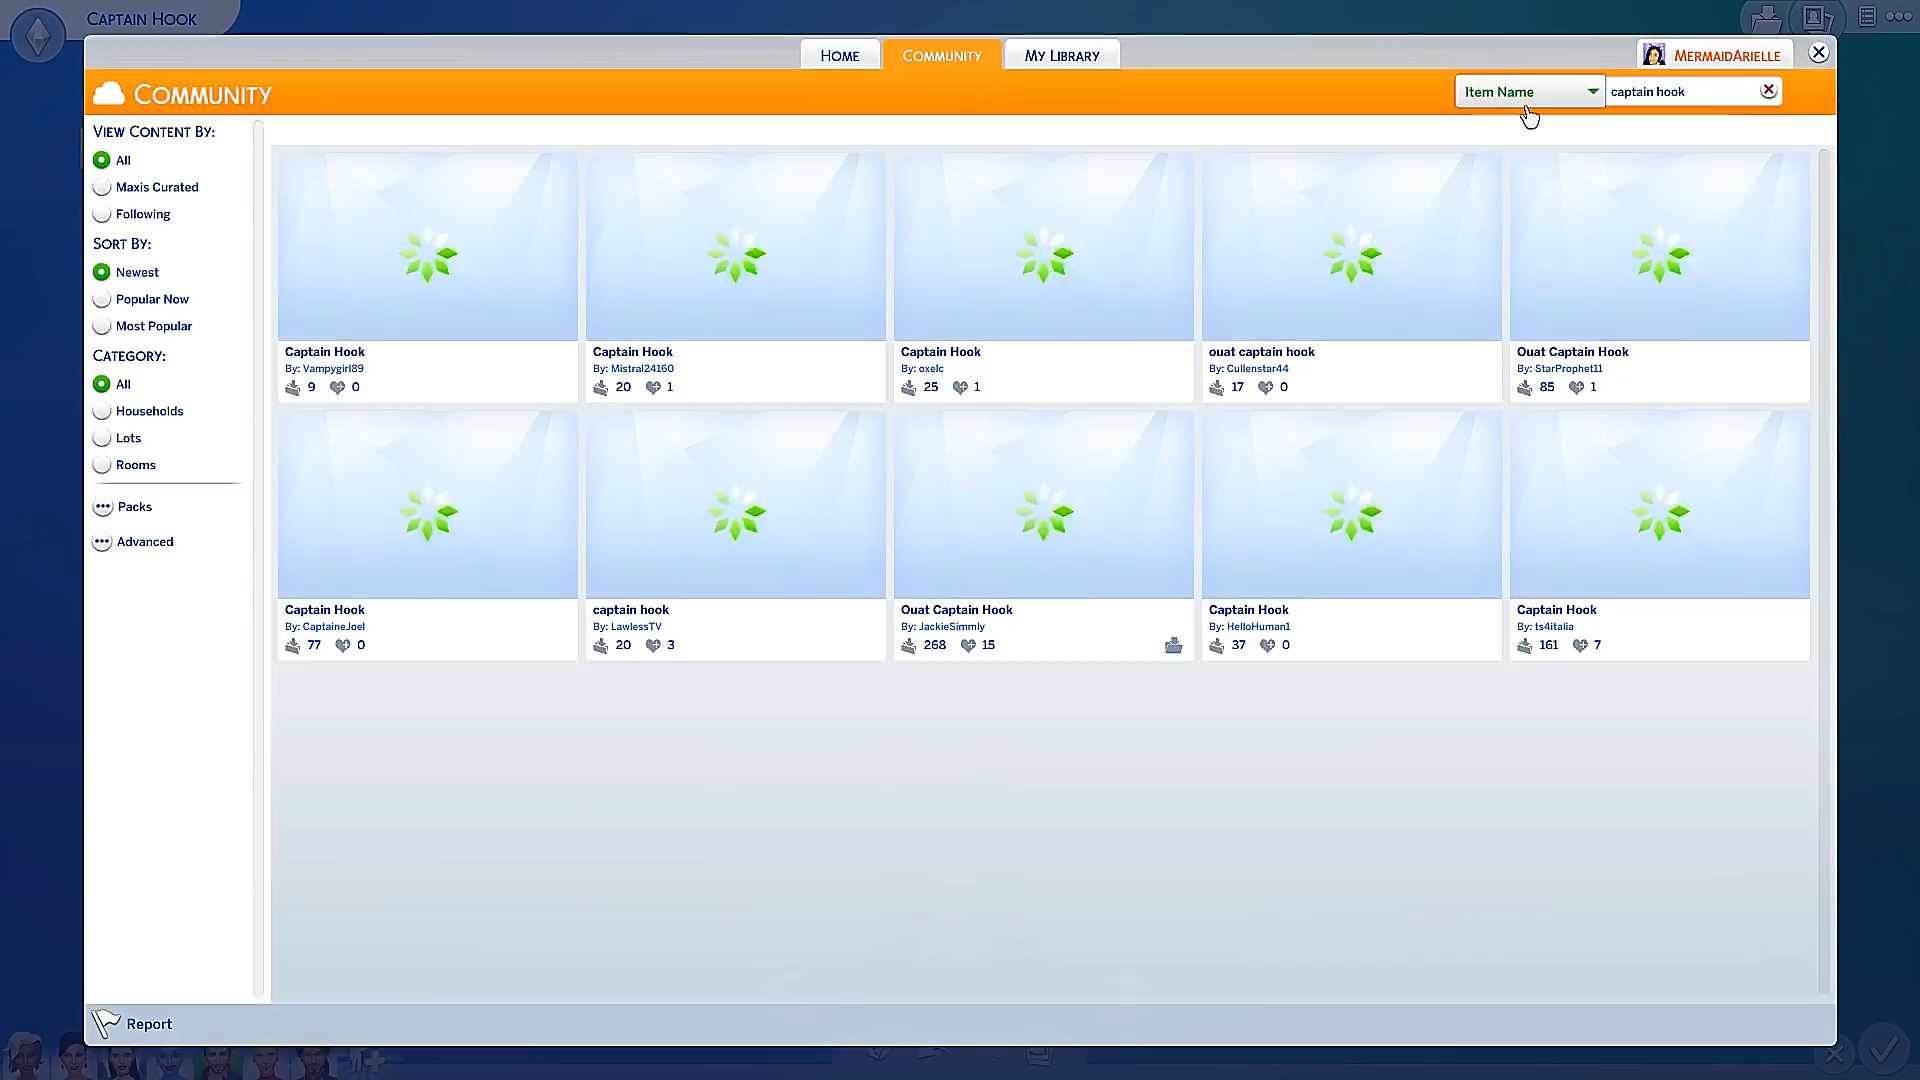 Captain Hook
Home
Community
My Library
MermaidArielle
Community
Item Name
captain hook
View Content By:
All
Maxis Curated
Following
Sort By:
Newest
Popular Now
Most Popular
Category:
All
Households
Lots
Rooms
Packs
Advanced
Captain Hook
By: Vampygirl89
9 0
Captain Hook
By: Mistral24160
20 1
Captain Hook
By: oxelc
25 1
ouat captain hook
By: Cullenstar44
17 0
Ouat Captain Hook
By: StarProphet11
85 1
Captain Hook
By: CaptaineJoel
77 0
captain hook
By: LawlessTV
20 3
Ouat Captain Hook
By: JackieSimmly
268 15
Captain Hook
By: HelloHuman1
37 0
Captain Hook
By: ts4italia
161 7
Report